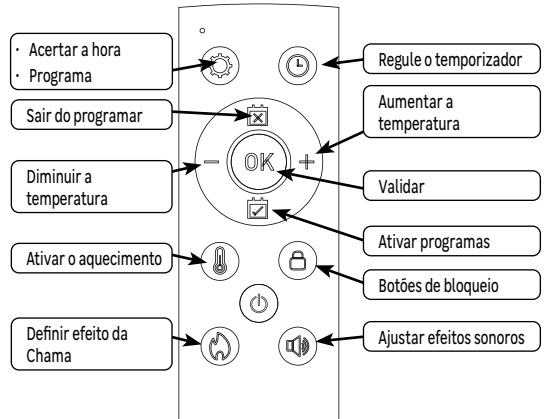 · Acertar a hora
· Programa
Sair do programar
Diminuir a
temperatura
Ativar o aquecimento
Definir efeito da
Chama
OK
Regule o temporizador
Aumentar a
temperatura
Validar
Ativar programas
Botões de bloqueio
Ajustar efeitos sonoros